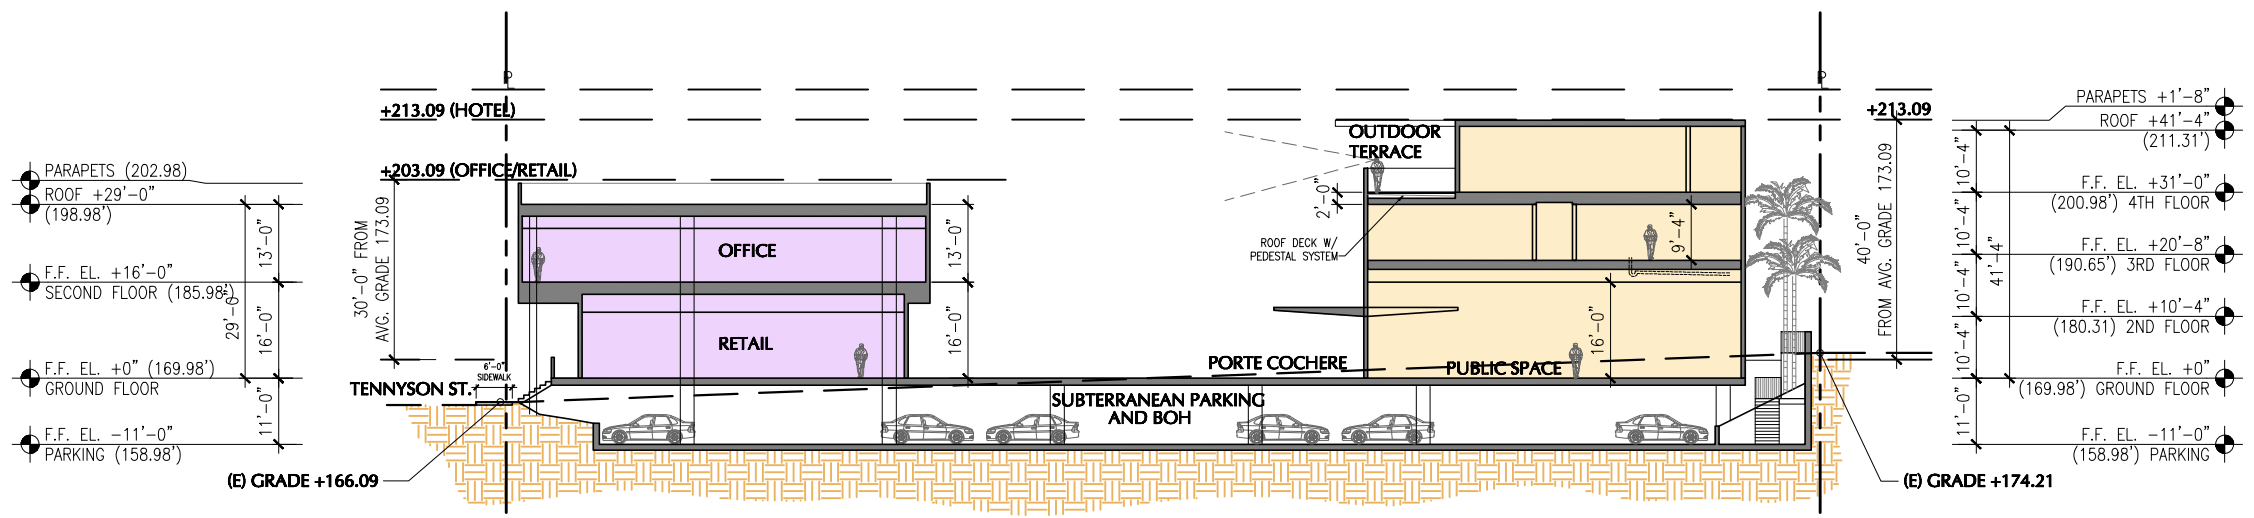 PARAPETS (202.98)
ROOF +29'-0"
(198.98')
F.F. EL. +16'-0"
SECOND FLOOR (185.98')
F.F. EL. +0" (169.98')
GROUND FLOOR
F.F. EL. -11'-0"
PARKING (158.98')
29'-0"
13'-0"
16'-0"
11'-0"
30'-0" FROM
AVG. GRADE 173.09
+213.09 (HOTEL)
+203.09 (OFFICE/RETAIL)
PL
6'-0"
SIDEWALK
TENNYSON ST.
(E) GRADE +166.09
OFFICE
RETAIL
13'-0"
16'-0"
OUTDOOR
TERRACE
2'-0"
ROOF DECK W/
PEDESTAL SYSTEM
9'-4"
16'-0"
PORTE COCHERE
PUBLIC SPACE
SUBTERRANEAN PARKING
AND BOH
PL
+213.09
40'-0"
FROM AVG. GRADE 173.09
10'-4"
10'-4"
10'-4"
10'-4"
11'-0"
41'-4"
PARAPETS +1'-8"
ROOF +41'-4"
(211.31')
F.F. EL. +31'-0"
(200.98') 4TH FLOOR
F.F. EL. +20'-8"
(190.65') 3RD FLOOR
F.F. EL. +10'-4"
(180.31) 2ND FLOOR
F.F. EL. +0"
(169.98') GROUND FLOOR
F.F. EL. -11'-0"
(158.98') PARKING
(E) GRADE +174.21